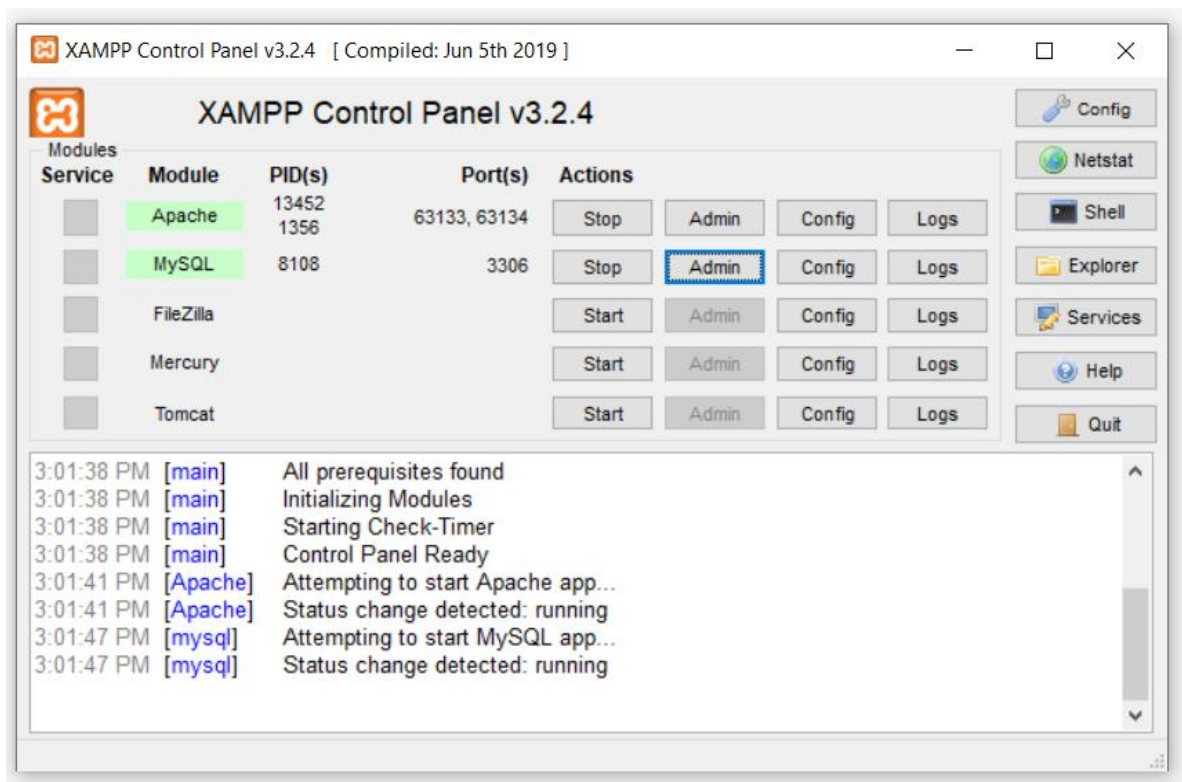 XAMPP Control Panel v3.2.4 [ Compiled: Jun 5th 2019 ]
XAMPP Control Panel v3.2.4
Config
Modules
Service Module PID(s) Port(s) Actions
Netstat
Apache 13452 1356 63133, 63134 Stop Admin Config Logs
Shell
MySQL 8108 3306 Stop Admin Config Logs
Explorer
FileZilla Start Admin Config Logs
Services
Mercury Start Admin Config Logs
Help
Tomcat Start Admin Config Logs
Quit
3:01:38 PM [main] All prerequisites found
3:01:38 PM [main] Initializing Modules
3:01:38 PM [main] Starting Check-Timer
3:01:38 PM [main] Control Panel Ready
3:01:41 PM [Apache] Attempting to start Apache app...
3:01:41 PM [Apache] Status change detected: running
3:01:47 PM [mysql] Attempting to start MySQL app...
3:01:47 PM [mysql] Status change detected: running